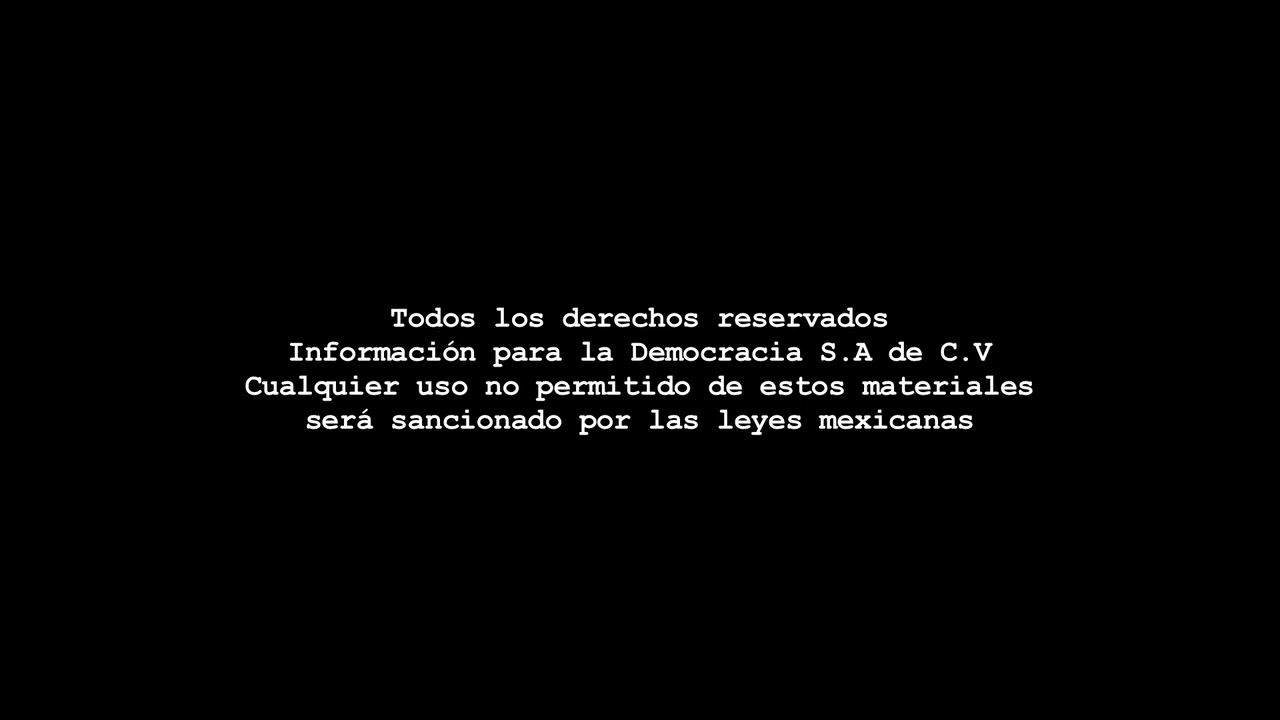 Todos los derechos reservados
Información para la Democracia S.A de C.V
Cualquier uso no permitido de estos materiales
será sancionado por las leyes mexicanas